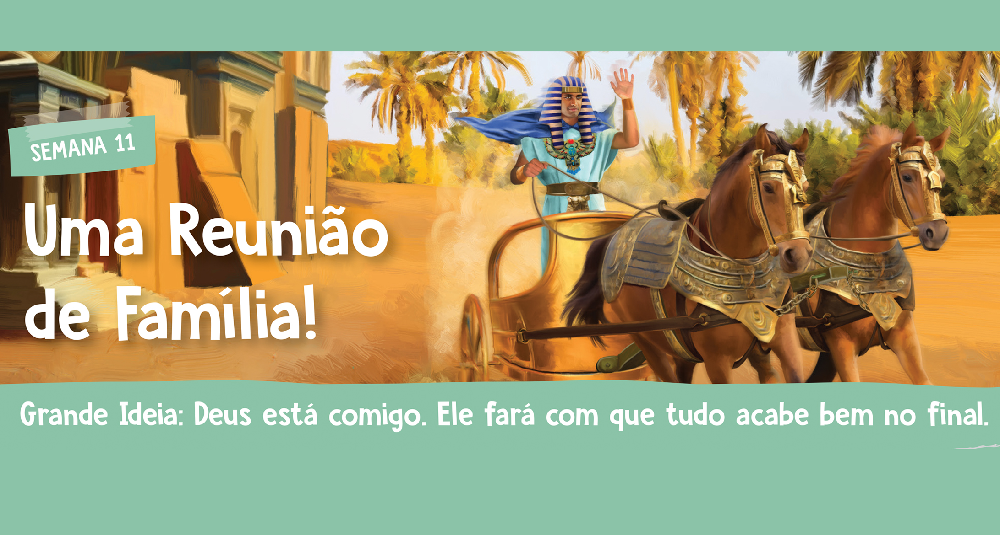 SEMANA 11
Uma Reunião
de Família!
Grande Ideia: Deus está comigo. Ele fará com que tudo acabe bem no final.